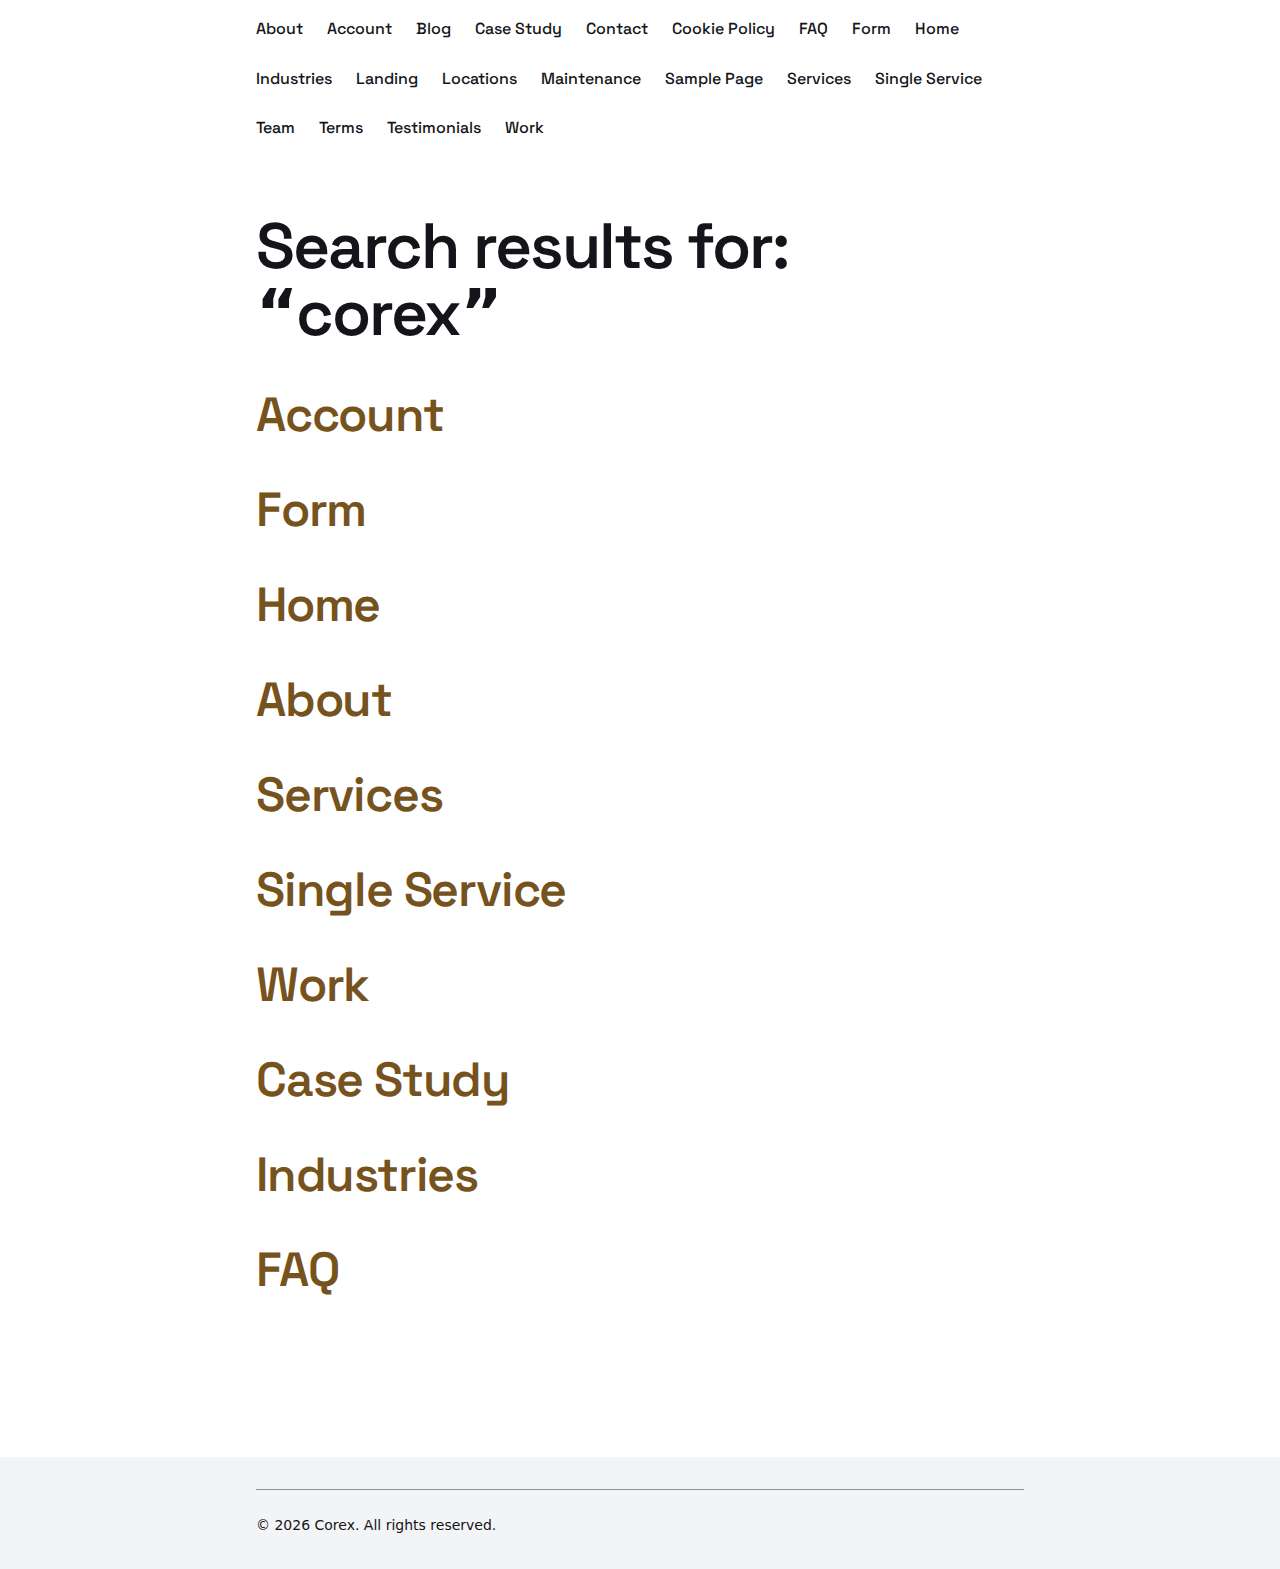 About Account Blog Case Study Contact Cookie Policy FAQ Form Home
Industries Landing Locations Maintenance Sample Page Services Single Service
Team Terms Testimonials Work
Search results for:
“corex”
Account
Form
Home
About
Services
Single Service
Work
Case Study
Industries
FAQ
© 2026 Corex. All rights reserved.